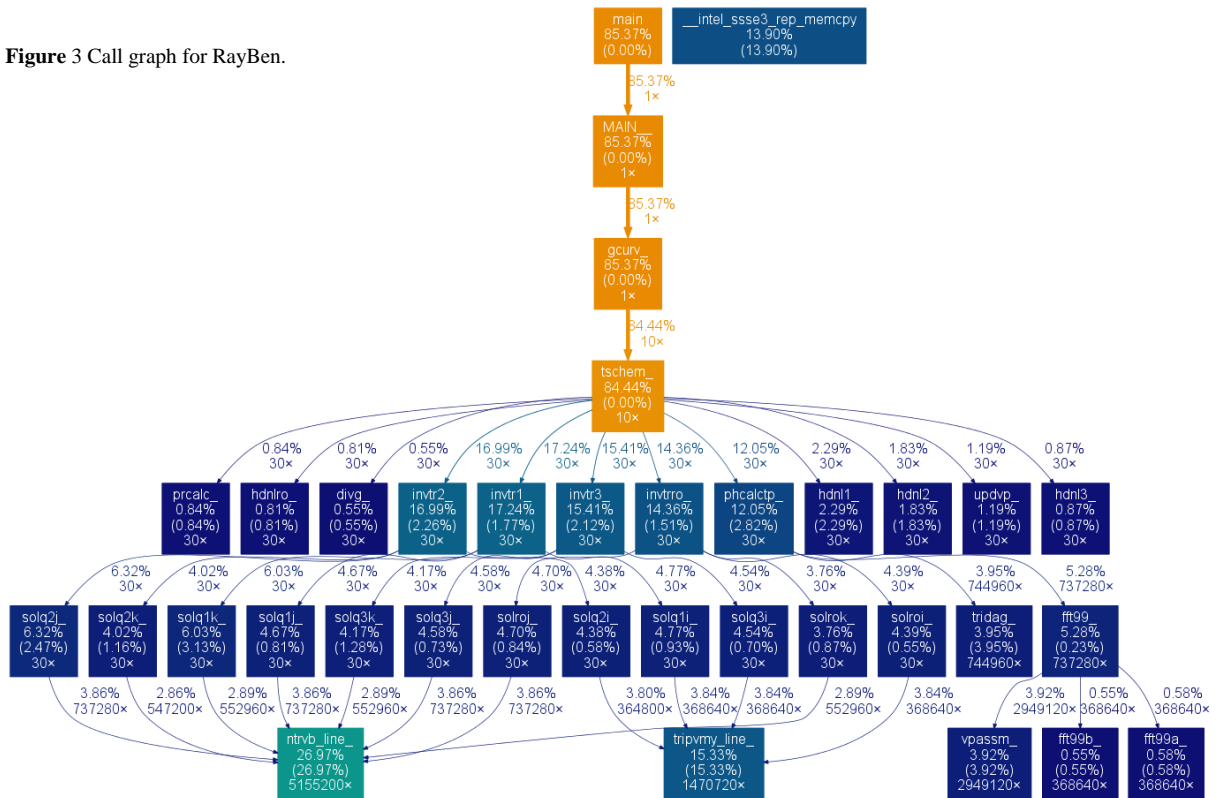 main
85.37%
(0.00%)
__intel_ssse3_rep_memcpy
13.90%
(13.90%)
Figure 3 Call graph for RayBen.
85.37%
1×
MAIN__
85.37%
(0.00%)
1×
85.37%
1×
gcurv_
85.37%
(0.00%)
1×
84.44%
10×
tschem_
84.44%
(0.00%)
10×
0.84% 0.81% 0.55% 16.99% 17.24% 15.41% 14.36% 12.05% 2.29% 1.83% 1.19% 0.87%
30× 30× 30× 30× 30× 30× 30× 30× 30× 30× 30× 30×
prcalc_ hdnlro_ divg_ invtr2_ invtr1_ invtr3_ invtrro_ phcalctp_ hdnl1_ hdnl2_ updvp_ hdnl3_
0.84% 0.81% 0.55% 16.99% 17.24% 15.41% 14.36% 12.05% 2.29% 1.83% 1.19% 0.87%
(0.84%) (0.81%) (0.55%) (2.26%) (1.77%) (2.12%) (1.51%) (2.82%) (2.29%) (1.83%) (1.19%) (0.87%)
30× 30× 30× 30× 30× 30× 30× 30× 30× 30× 30× 30×
6.32% 4.02% 6.03% 4.67% 4.17% 4.58% 4.70% 4.38% 4.77% 4.54% 3.76% 4.39% 3.95% 5.28%
30× 30× 30× 30× 30× 30× 30× 30× 30× 30× 30× 30× 744960× 737280×
solq2j_ solq2k_ solq1k_ solq1j_ solq3k_ solq3j_ solroj_ solq2i_ solq1i_ solq3i_ solrok_ solroi_ tridag_ fft99_
6.32% 4.02% 6.03% 4.67% 4.17% 4.58% 4.70% 4.38% 4.77% 4.54% 3.76% 4.39% 3.95% 5.28%
(2.47%) (1.16%) (3.13%) (0.81%) (1.28%) (0.73%) (0.84%) (0.58%) (0.93%) (0.70%) (0.87%) (0.55%) (3.95%) (0.23%)
30× 30× 30× 30× 30× 30× 30× 30× 30× 30× 30× 30× 744960× 737280×
3.86% 2.86% 2.89% 3.86% 2.89% 3.86% 3.86% 3.80% 3.84% 3.84% 2.89% 3.84% 3.92% 0.55% 0.58%
737280× 547200× 552960× 737280× 552960× 737280× 737280× 364800× 368640× 368640× 552960× 368640× 2949120× 368640× 368640×
ntrvb_line_ tripvmy_line_ vpassm_ fft99b_ fft99a_
26.97% 15.33% 3.92% 0.55% 0.58%
(26.97%) (15.33%) (3.92%) (0.55%) (0.58%)
5155200× 1470720× 2949120× 368640× 368640×